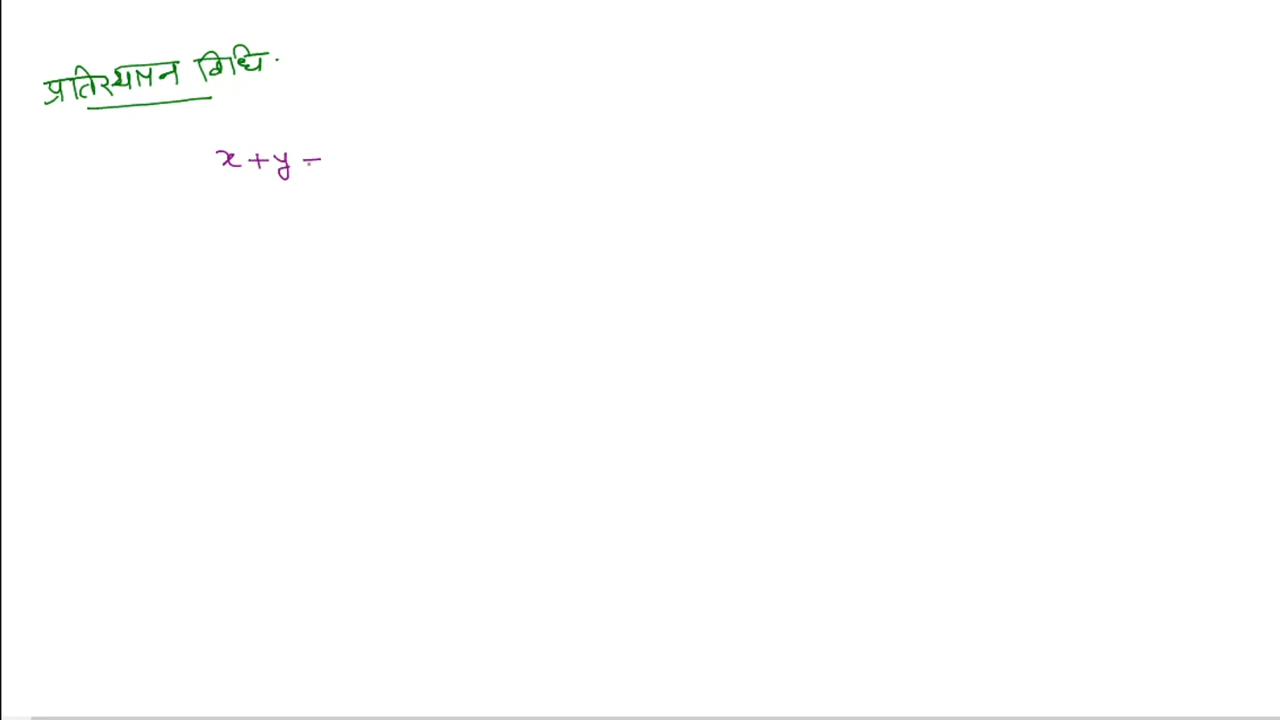 प्रतिस्थापन विधि.
x + y =